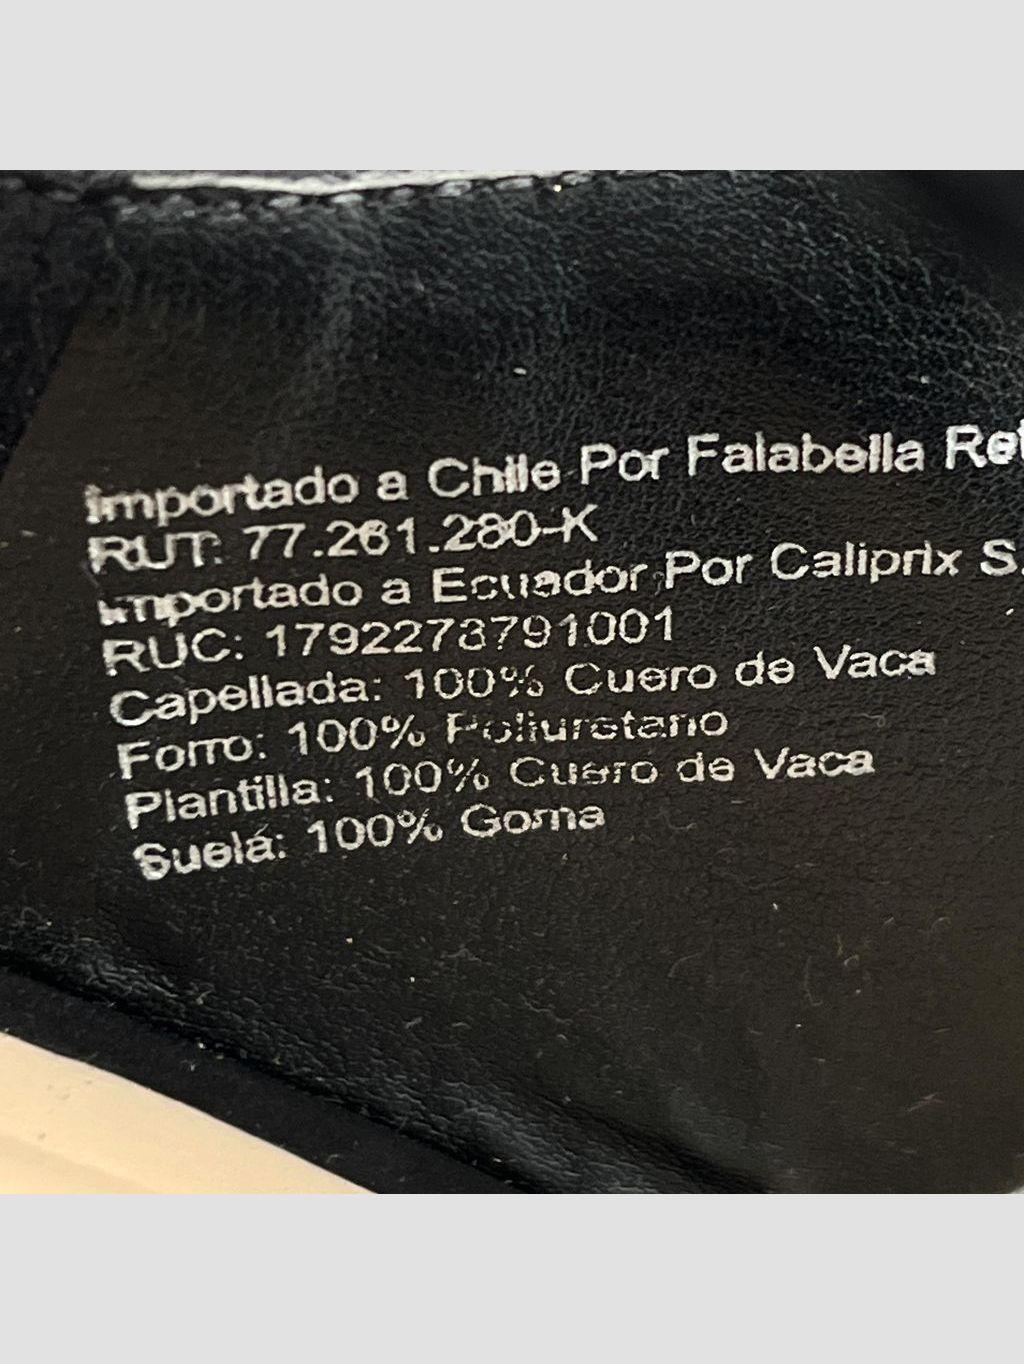 Importado a Chile Por Falabella Ret
RUT: 77.261.280-K
Importado a Ecuador Por Caliprix S.
RUC: 1792273791001
Capellada: 100% Cuero de Vaca
Forro: 100% Poliuretano
Plantilla: 100% Cuero de Vaca
Suela: 100% Goma